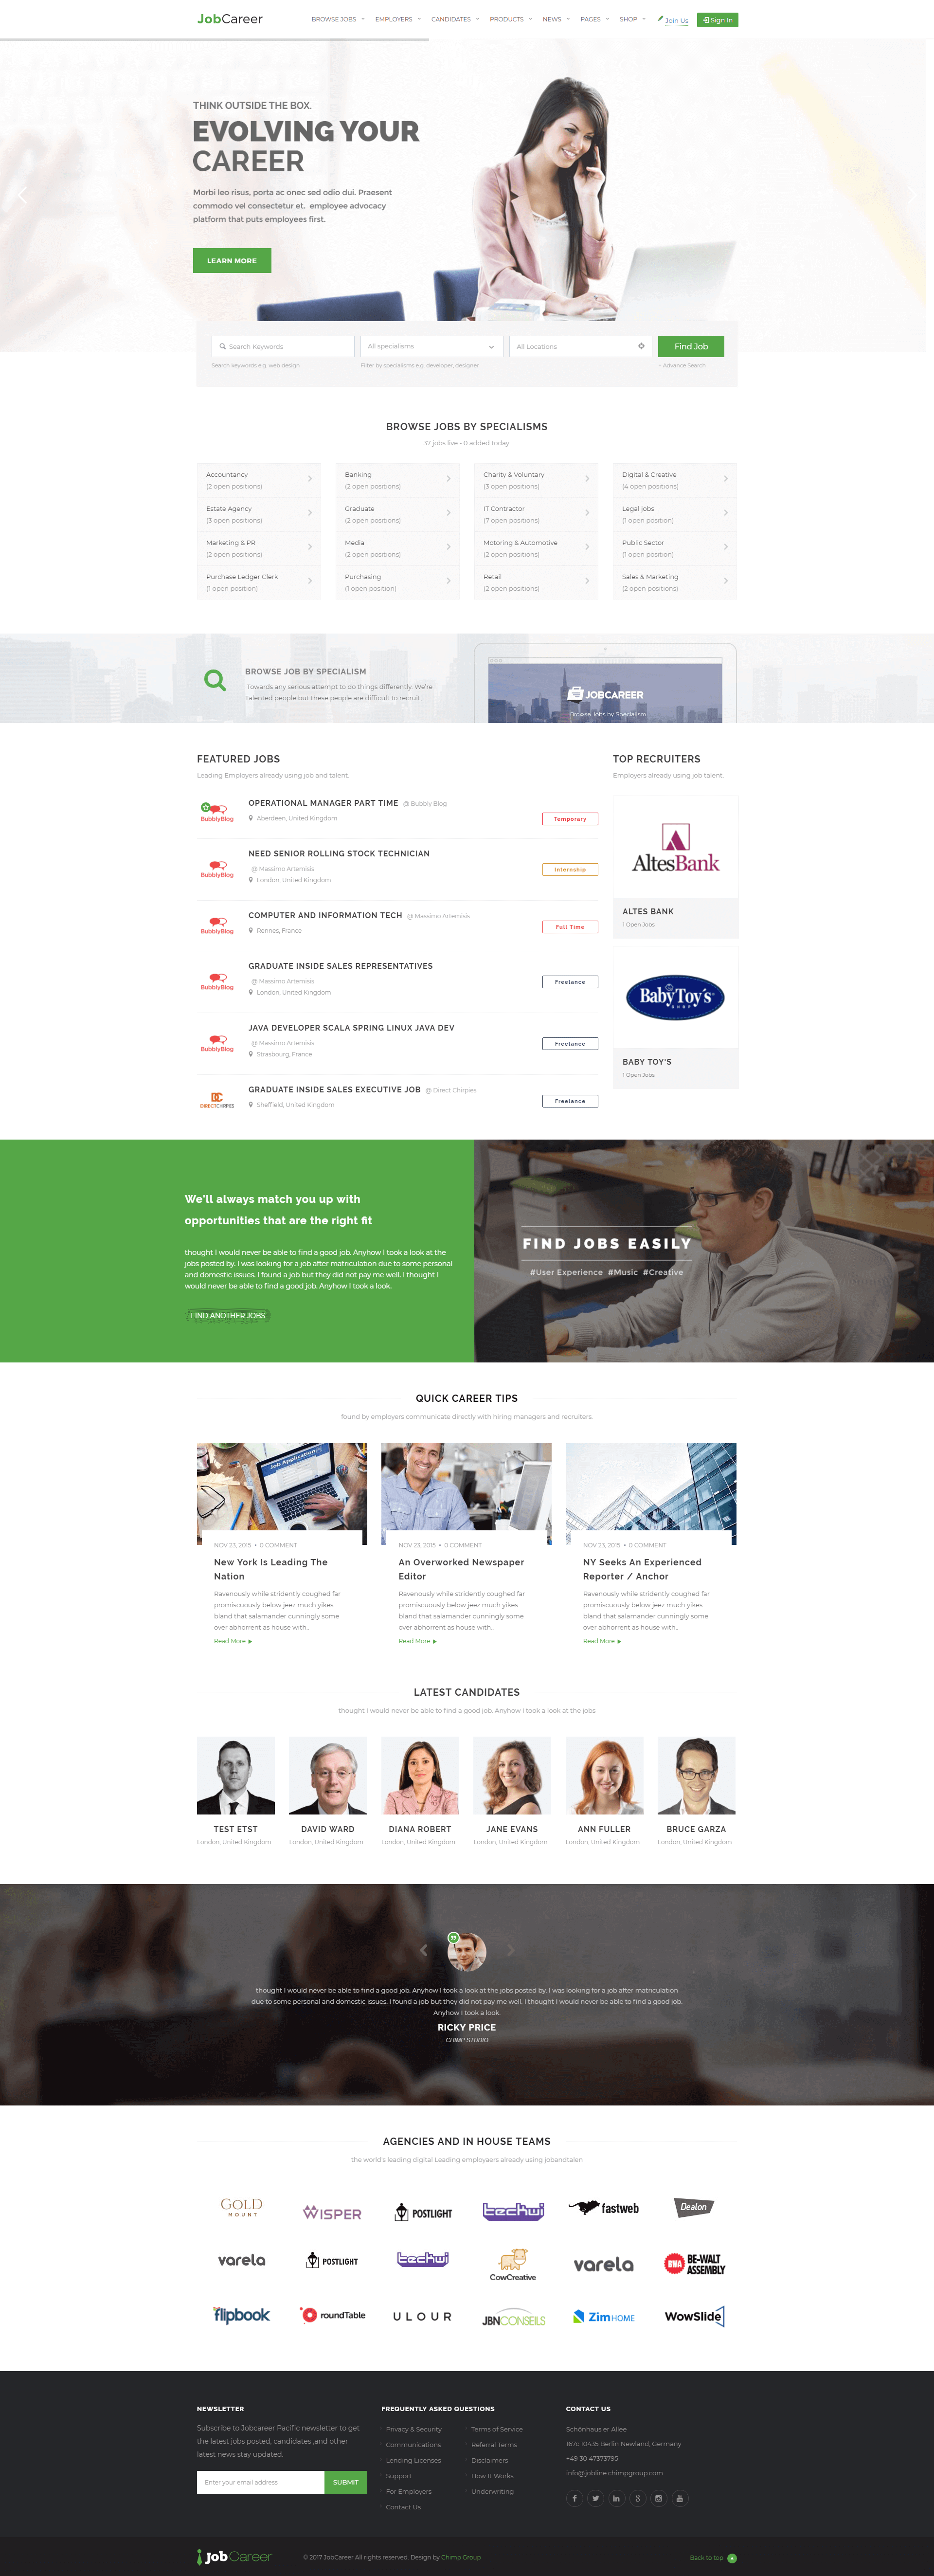 JobCareer
BROWSE JOBS
EMPLOYERS
CANDIDATES
PRODUCTS
NEWS
PAGES
SHOP
Join Us
Sign In
THINK OUTSIDE THE BOX.
EVOLVING YOUR
CAREER
Morbi leo risus, porta ac onec sed odio dui. Praesent
commodo vel consectetur et. employee advocacy
platform that puts employees first.
LEARN MORE
Search Keywords
All specialisms
All Locations
Find Job
Search keywords e.g. web design
Filter by specialisms e.g. developer, designer
+ Advance Search
BROWSE JOBS BY SPECIALISMS
37 jobs live - 0 added today.
Accountancy
(2 open positions)
Banking
(2 open positions)
Charity & Voluntary
(3 open positions)
Digital & Creative
(4 open positions)
Estate Agency
(3 open positions)
Graduate
(2 open positions)
IT Contractor
(7 open positions)
Legal jobs
(1 open position)
Marketing & PR
(2 open positions)
Media
(2 open positions)
Motoring & Automotive
(2 open positions)
Public Sector
(1 open position)
Purchase Ledger Clerk
(1 open position)
Purchasing
(1 open position)
Retail
(2 open positions)
Sales & Marketing
(2 open positions)
BROWSE JOB BY SPECIALISM
Towards any serious attempt to do things differently. We're
Talented people but these people are difficult to recruit,
JOBCAREER
Browse Jobs by Specialism
FEATURED JOBS
Leading Employers already using job and talent.
BubblyBlog
OPERATIONAL MANAGER PART TIME @ Bubbly Blog
Aberdeen, United Kingdom
Temporary
BubblyBlog
NEED SENIOR ROLLING STOCK TECHNICIAN
@ Massimo Artemisis
London, United Kingdom
Internship
BubblyBlog
COMPUTER AND INFORMATION TECH @ Massimo Artemisis
Rennes, France
Full Time
BubblyBlog
GRADUATE INSIDE SALES REPRESENTATIVES
@ Massimo Artemisis
London, United Kingdom
Freelance
BubblyBlog
JAVA DEVELOPER SCALA SPRING LINUX JAVA DEV
@ Massimo Artemisis
Strasbourg, France
Freelance
DIRECTCHIRPIES
GRADUATE INSIDE SALES EXECUTIVE JOB @ Direct Chirpies
Sheffield, United Kingdom
Freelance
TOP RECRUITERS
Employers already using job talent.
AltesBank
ALTES BANK
1 Open Jobs
BabyToy's
SHOP
BABY TOY'S
1 Open Jobs
We'll always match you up with
opportunities that are the right fit
thought I would never be able to find a good job. Anyhow I took a look at the
jobs posted by. I was looking for a job after matriculation due to some personal
and domestic issues. I found a job but they did not pay me well. I thought I
would never be able to find a good job. Anyhow I took a look.
FIND ANOTHER JOBS
FIND JOBS EASILY
#User Experience #Music #Creative
QUICK CAREER TIPS
found by employers communicate directly with hiring managers and recruiters.
Job Application
NOV 23, 2015 • 0 COMMENT
New York Is Leading The
Nation
Ravenously while stridently coughed far
promiscuously below jeez much yikes
bland that salamander cunningly some
over abhorrent as house with..
Read More
NOV 23, 2015 • 0 COMMENT
An Overworked Newspaper
Editor
Ravenously while stridently coughed far
promiscuously below jeez much yikes
bland that salamander cunningly some
over abhorrent as house with..
Read More
NOV 23, 2015 • 0 COMMENT
NY Seeks An Experienced
Reporter / Anchor
Ravenously while stridently coughed far
promiscuously below jeez much yikes
bland that salamander cunningly some
over abhorrent as house with..
Read More
LATEST CANDIDATES
thought I would never be able to find a good job. Anyhow I took a look at the jobs
TEST ETST
London, United Kingdom
DAVID WARD
London, United Kingdom
DIANA ROBERT
London, United Kingdom
JANE EVANS
London, United Kingdom
ANN FULLER
London, United Kingdom
BRUCE GARZA
London, United Kingdom
thought I would never be able to find a good job. Anyhow I took a look at the jobs posted by. I was looking for a job after matriculation
due to some personal and domestic issues. I found a job but they did not pay me well. I thought I would never be able to find a good job.
Anyhow I took a look.
RICKY PRICE
CHIMP STUDIO
AGENCIES AND IN HOUSE TEAMS
the world's leading digital Leading employaers already using jobandtalen
GOLD
MOUNT
WISPER
POSTLIGHT
techwi
fastweb
Dealon
varela
POSTLIGHT
techwi
CowCreative
varela
BWA
BE-WALT
ASSEMBLY
flipbook
roundTable
ULOUR
JBNCONSEILS
ZimHOME
WowSlide
NEWSLETTER
Subscribe to Jobcareer Pacific newsletter to get
the latest jobs posted, candidates ,and other
latest news stay updated.
Enter your email address
SUBMIT
FREQUENTLY ASKED QUESTIONS
Privacy & Security
Communications
Lending Licenses
Support
For Employers
Contact Us
Terms of Service
Referral Terms
Disclaimers
How It Works
Underwriting
CONTACT US
Schönhaus er Allee
167c 10435 Berlin Newland, Germany
+49 30 47373795
info@jobline.chimpgroup.com
JobCareer
© 2017 JobCareer All rights reserved. Design by Chimp Group
Back to top